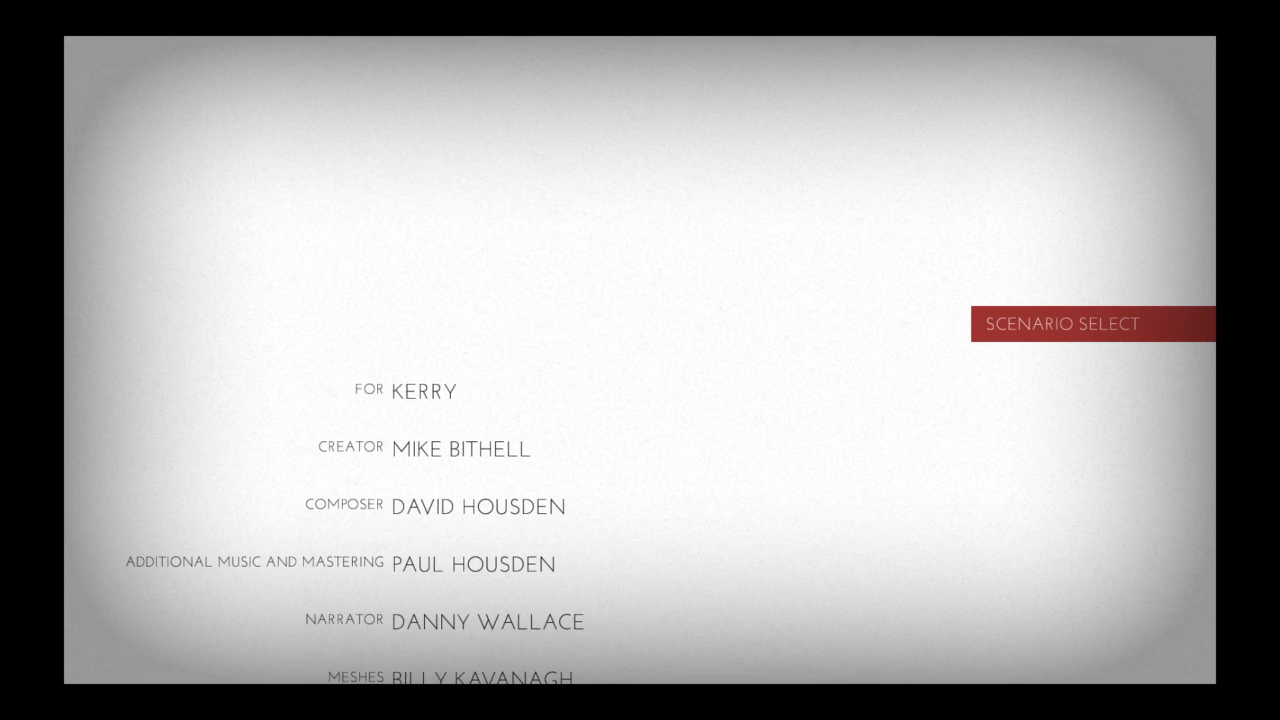 SCENARIO SELECT
FOR KERRY
CREATOR MIKE BITHELL
COMPOSER DAVID HOUSDEN
ADDITIONAL MUSIC AND MASTERING PAUL HOUSDEN
NARRATOR DANNY WALLACE
MESHES BILLY KAVANAGH